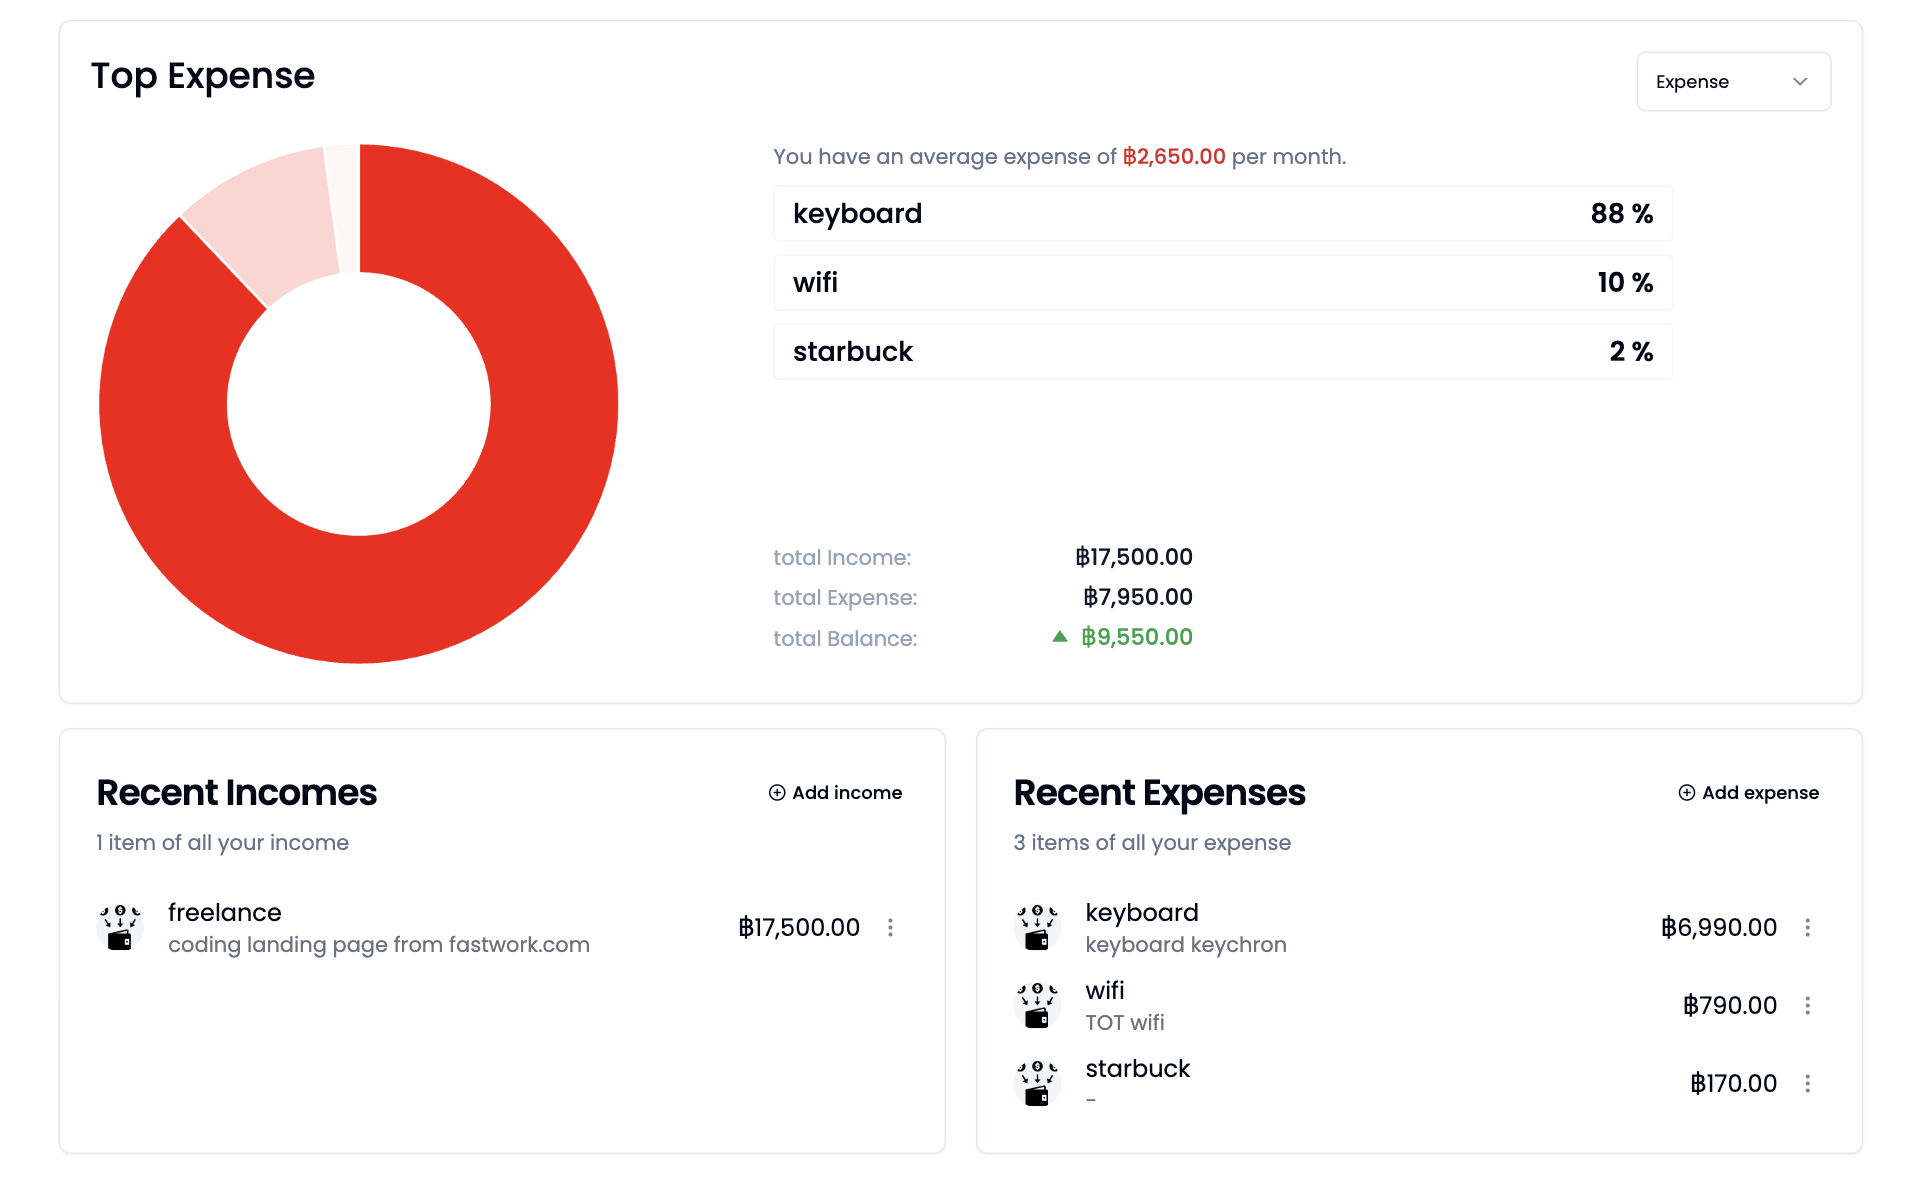 Top Expense
Expense
You have an average expense of ฿2,650.00 per month.
keyboard 88 %
wifi 10 %
starbuck 2 %
total Income: ฿17,500.00
total Expense: ฿7,950.00
total Balance: ฿9,550.00
Recent Incomes
Add income
1 item of all your income
freelance
coding landing page from fastwork.com
฿17,500.00
Recent Expenses
Add expense
3 items of all your expense
keyboard
keyboard keychron
฿6,990.00
wifi
TOT wifi
฿790.00
starbuck
-
฿170.00